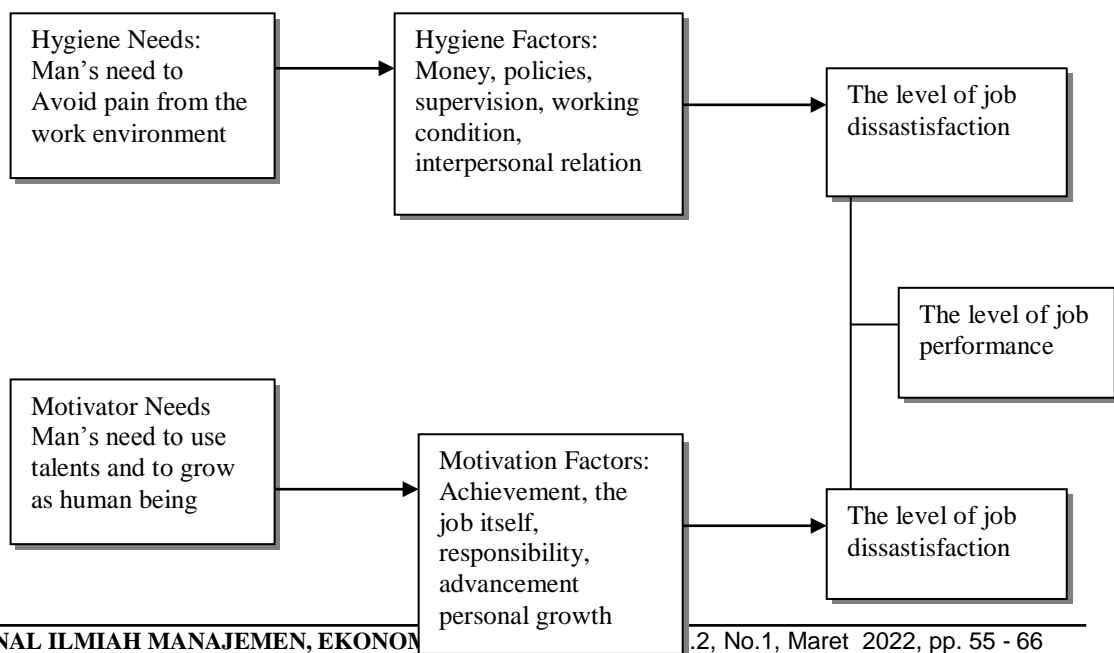 Hygiene Needs:
Man’s need to
Avoid pain from the
work environment
Hygiene Factors:
Money, policies,
supervision, working
condition,
interpersonal relation
The level of job
dissastisfaction
The level of job
performance
Motivator Needs
Man’s need to use
talents and to grow
as human being
Motivation Factors:
Achievement, the
job itself,
responsibility,
advancement
personal growth
The level of job
dissastisfaction
ILMIAH MANAJEMEN, .2, No.1, Maret 2022, pp. 55 - 66